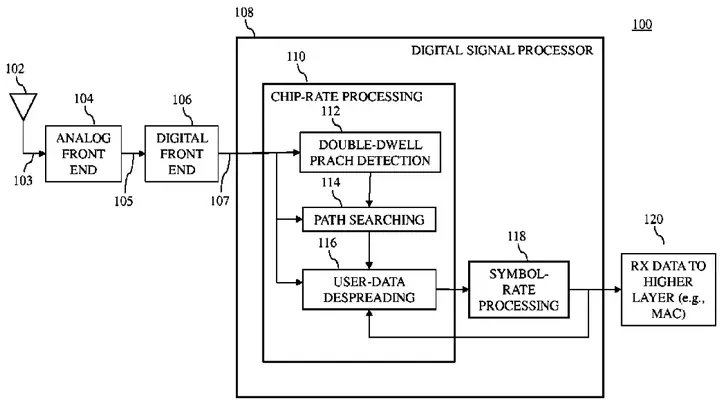 108
100
DIGITAL SIGNAL PROCESSOR
102
110
104
106
CHIP-RATE PROCESSING
112
ANALOG
FRONT
END
DIGITAL
FRONT
END
DOUBLE-DWELL
PRACH DETECTION
103
105
107
114
PATH SEARCHING
116
118
120
USER-DATA
DESPREADING
SYMBOL-
RATE
PROCESSING
RX DATA TO
HIGHER
LAYER (e.g.,
MAC)